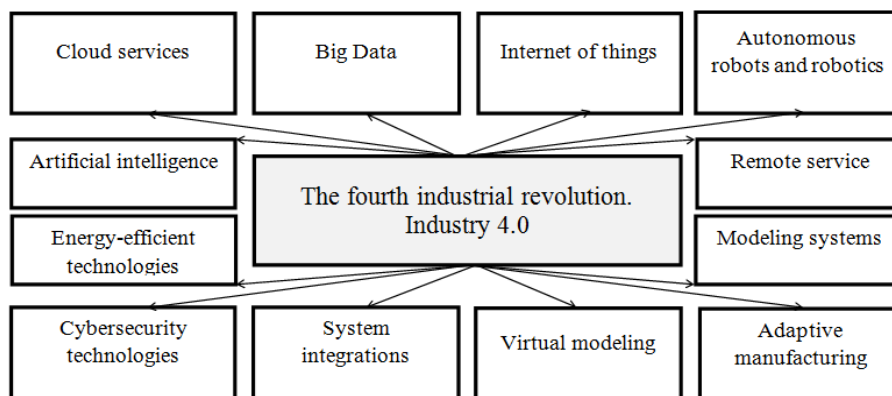 Cloud services
Big Data
Internet of things
Autonomous
robots and robotics
Artificial intelligence
The fourth industrial revolution.
Industry 4.0
Remote service
Energy-efficient
technologies
Modeling systems
Cybersecurity
technologies
System
integrations
Virtual modeling
Adaptive
manufacturing